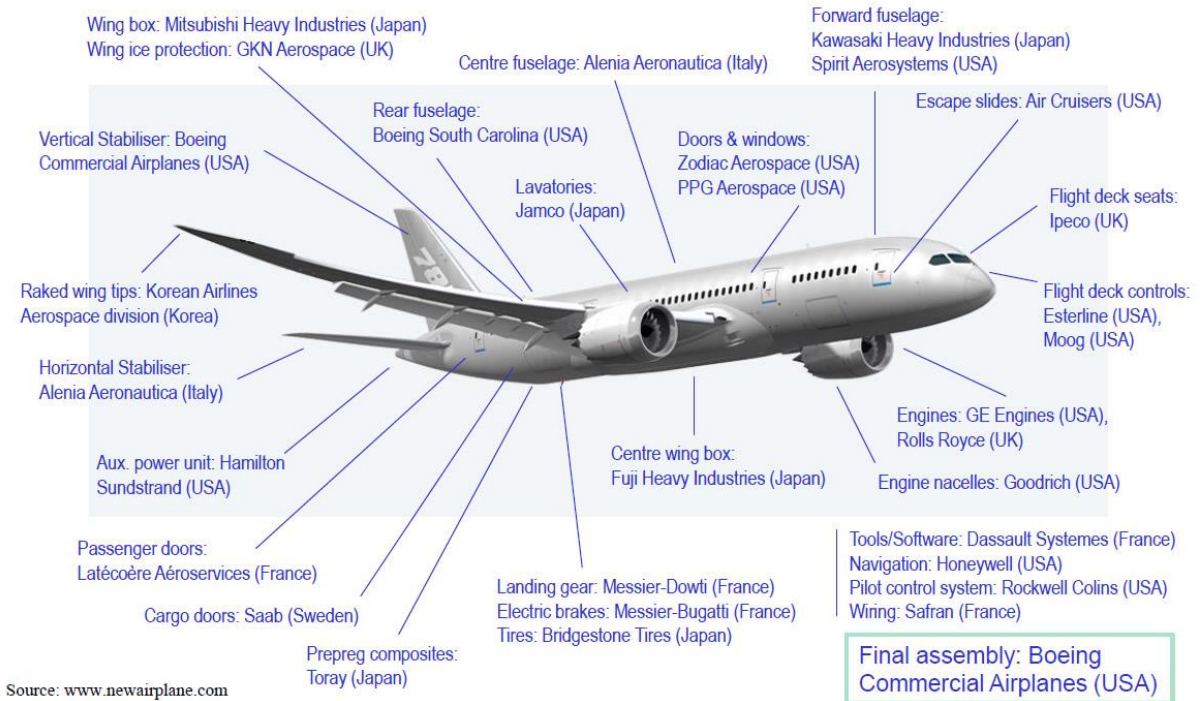 Wing box: Mitsubishi Heavy Industries (Japan)
Wing ice protection: GKN Aerospace (UK)
Centre fuselage: Alenia Aeronautica (Italy)
Forward fuselage:
Kawasaki Heavy Industries (Japan)
Spirit Aerosystems (USA)
Rear fuselage:
Boeing South Carolina (USA)
Escape slides: Air Cruisers (USA)
Vertical Stabiliser: Boeing
Commercial Airplanes (USA)
Doors & windows:
Zodiac Aerospace (USA)
PPG Aerospace (USA)
Lavatories:
Jamco (Japan)
Flight deck seats:
Ipeco (UK)
78
Raked wing tips: Korean Airlines
Aerospace division (Korea)
Flight deck controls:
Esterline (USA),
Moog (USA)
Horizontal Stabiliser:
Alenia Aeronautica (Italy)
Engines: GE Engines (USA),
Rolls Royce (UK)
Aux. power unit: Hamilton
Sundstrand (USA)
Centre wing box:
Fuji Heavy Industries (Japan)
Engine nacelles: Goodrich (USA)
Passenger doors:
Latécoère Aéroservices (France)
Cargo doors: Saab (Sweden)
Prepreg composites:
Toray (Japan)
Landing gear: Messier-Dowti (France)
Electric brakes: Messier-Bugatti (France)
Tires: Bridgestone Tires (Japan)
Tools/Software: Dassault Systemes (France)
Navigation: Honeywell (USA)
Pilot control system: Rockwell Colins (USA)
Wiring: Safran (France)
Final assembly: Boeing
Commercial Airplanes (USA)
Source: www.newairplane.com